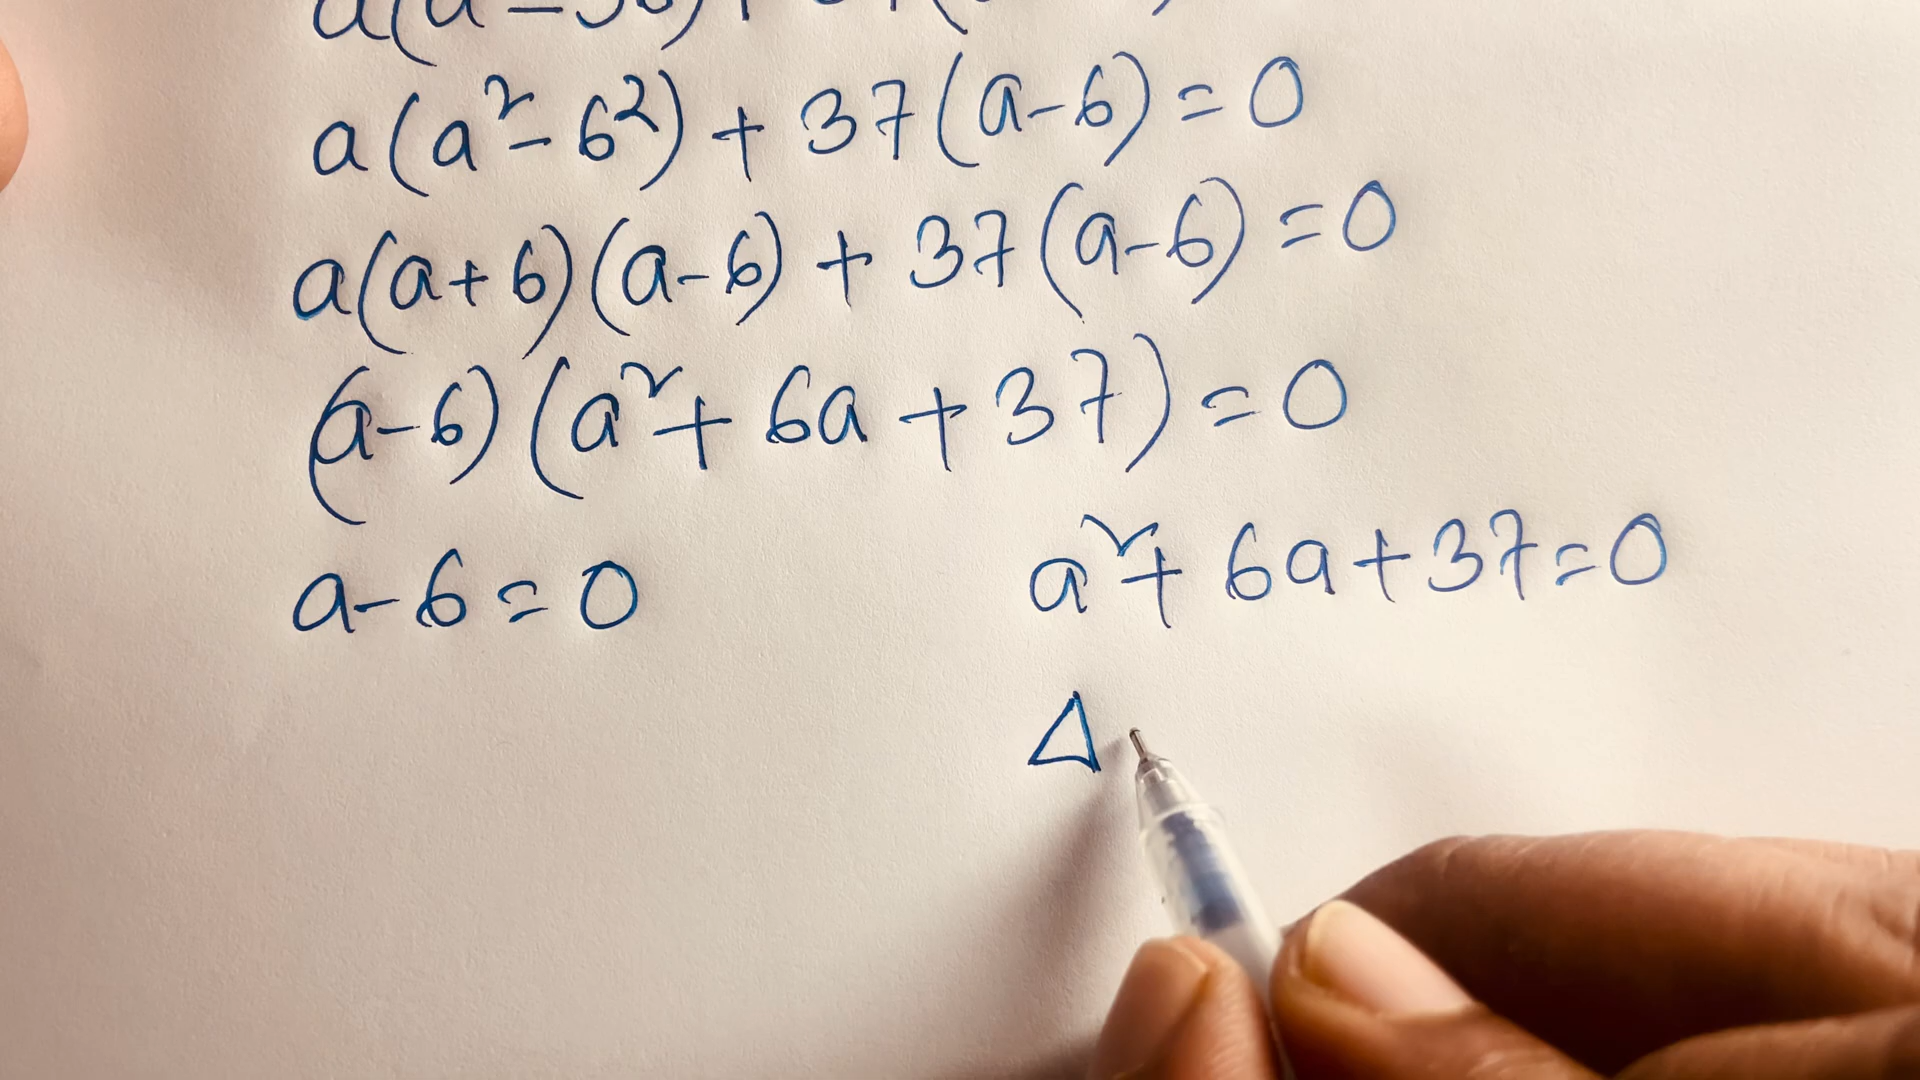 a(a²-6²)+37(a-6)=0
a(a+6)(a-6)+37(a-6)=0
(a-6)(a²+6a+37)=0
a-6=0
a²+6a+37=0
Δ